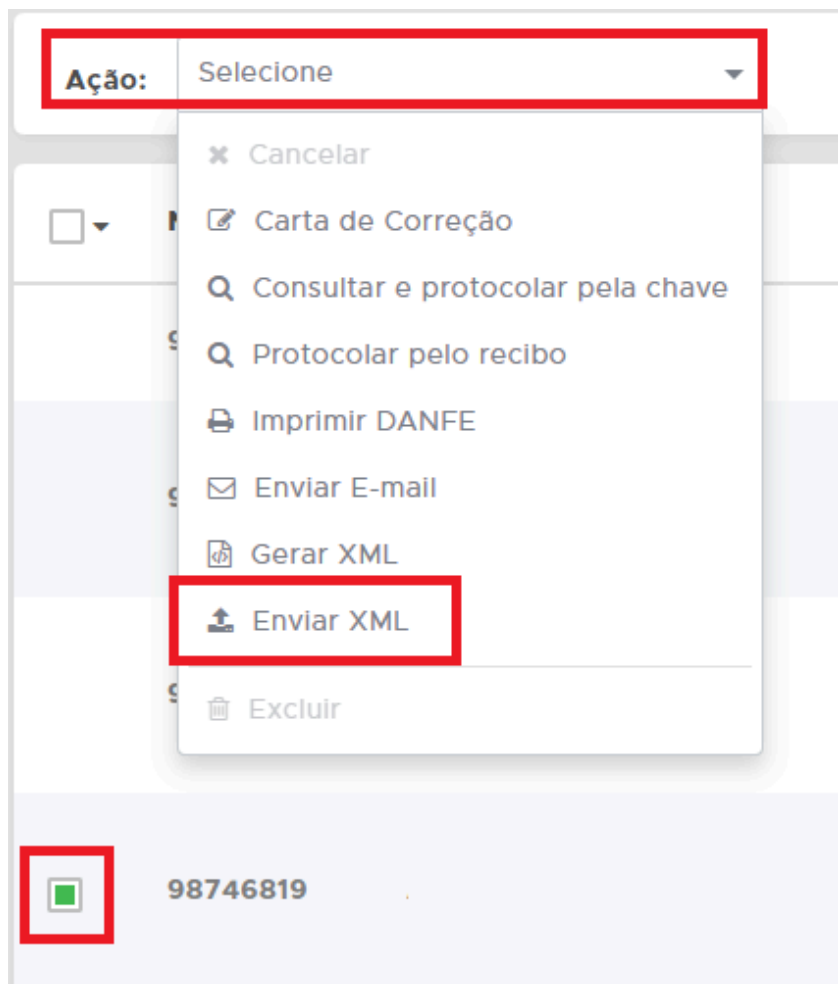 Ação:
Selecione
Cancelar
Carta de Correção
Consultar e protocolar pela chave
Protocolar pelo recibo
Imprimir DANFE
Enviar E-mail
Gerar XML
Enviar XML
Excluir
98746819